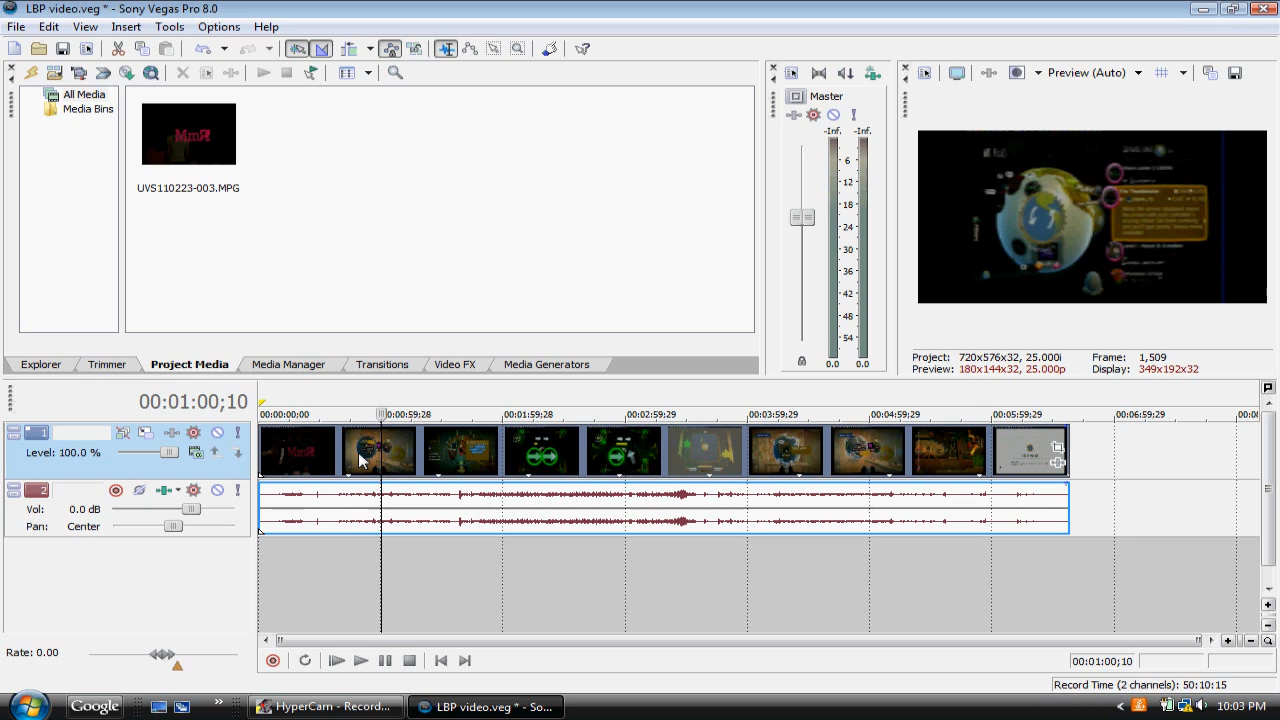 LBP video.veg * - Sony Vegas Pro 8.0
File Edit View Insert Tools Options Help
All Media
Media Bins
MmR
UVS110223-003.MPG
Master
-Inf. -Inf.
6
12
18
24
30
36
42
48
54
0.0 0.0
Preview (Auto)
Project: 720x576x32, 25.000i Frame: 1,509
Preview: 180x144x32, 25.000p Display: 349x192x32
Explorer Trimmer Project Media Media Manager Transitions Video FX Media Generators
00:01:00;10
00:00:00;00 00:00:59;28 00:01:59;28 00:02:59;29 00:03:59;29 00:04:59;29 00:05:59;29 00:06:59;29 00:0
1
Level: 100.0 %
2
Vol: 0.0 dB
Pan: Center
Rate: 0.00
00:01:00;10
Record Time (2 channels): 50:10:15
Google HyperCam - Record... LBP video.veg * - So... 10:03 PM